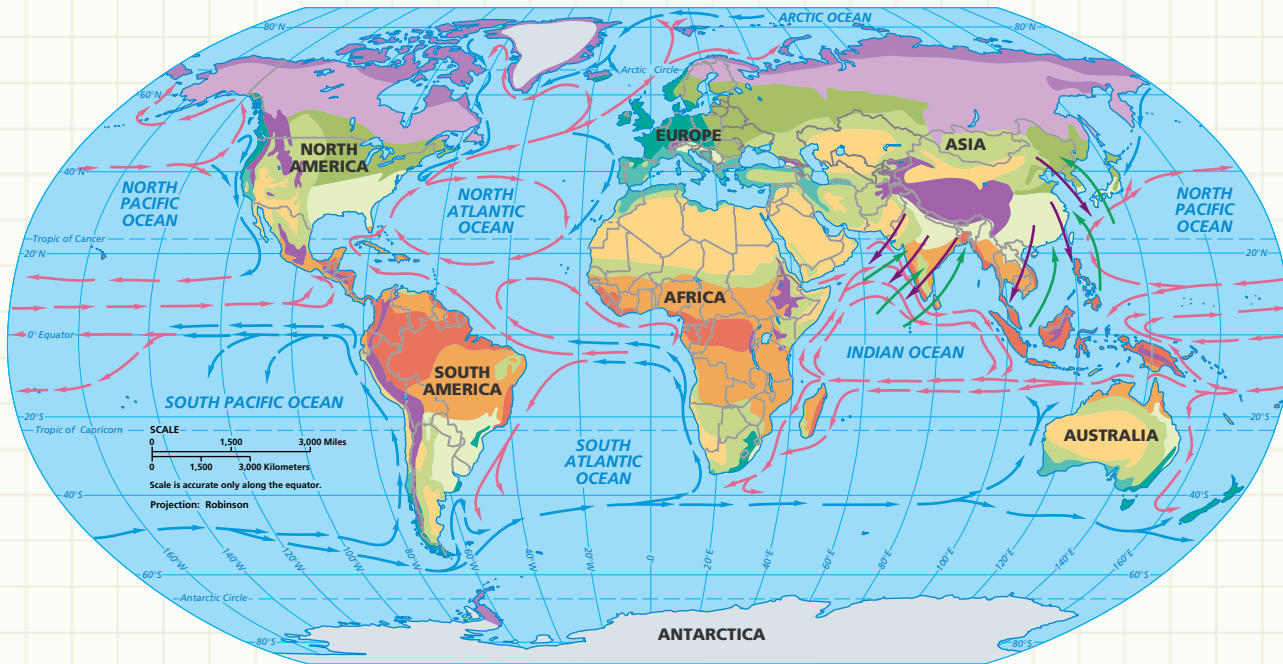 ARCTIC OCEAN
80°N
80°N
Arctic Circle
60°N
EUROPE
NORTH
AMERICA
ASIA
40°N
NORTH
PACIFIC
OCEAN
NORTH
ATLANTIC
OCEAN
NORTH
PACIFIC
OCEAN
Tropic of Cancer
20°N
20°N
AFRICA
0° Equator
INDIAN OCEAN
SOUTH
AMERICA
SOUTH PACIFIC OCEAN
20°S
20°S
Tropic of Capricorn
AUSTRALIA
SCALE
0 1,500 3,000 Miles
0 1,500 3,000 Kilometers
Scale is accurate only along the equator.
Projection: Robinson
SOUTH
ATLANTIC
OCEAN
40°S
40°S
160°W
140°W
120°W
100°W
80°W
60°W
40°W
20°W
0
20°E
40°E
60°E
80°E
100°E
120°E
140°E
160°E
60°S
60°S
Antarctic Circle
ANTARCTICA
80°S
80°S